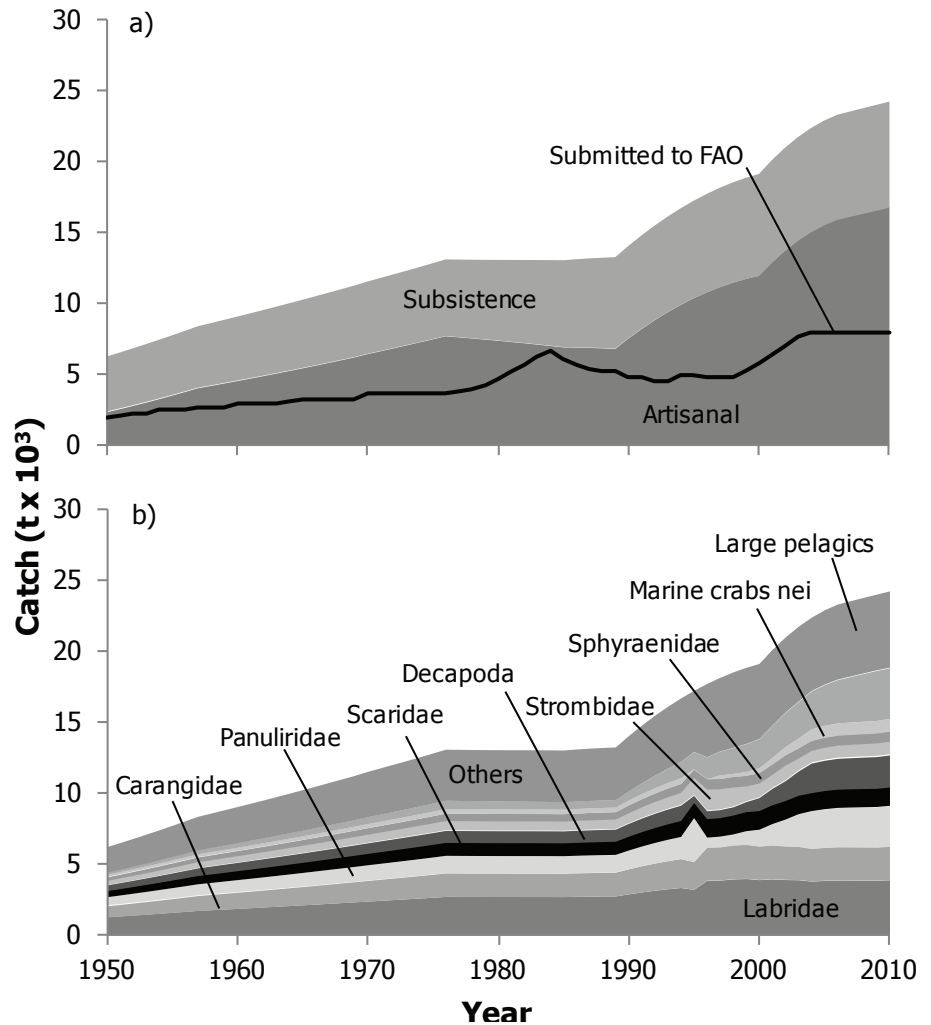 30
a)
25
20
15
10
5
0
Submitted to FAO
Subsistence
Artisanal
Catch (t x 10³)
30
b)
25
20
15
10
5
0
Large pelagics
Marine crabs nei
Sphyraenidae
Decapoda
Strombidae
Scaridae
Panuliridae
Carangidae
Others
Labridae
1950 1960 1970 1980 1990 2000 2010
Year